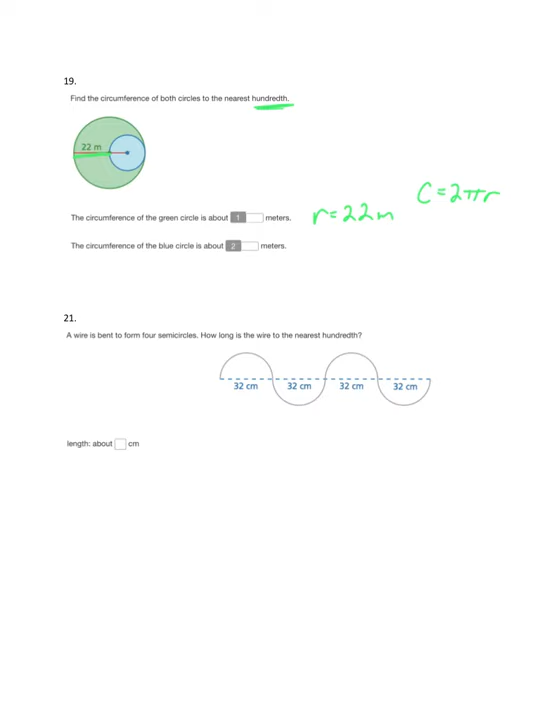 19.
Find the circumference of both circles to the nearest hundredth.
22 m
The circumference of the green circle is about 1 meters.
r=22m
C=2πr
The circumference of the blue circle is about 2 meters.
21.
A wire is bent to form four semicircles. How long is the wire to the nearest hundredth?
32 cm 32 cm 32 cm 32 cm
length: about cm